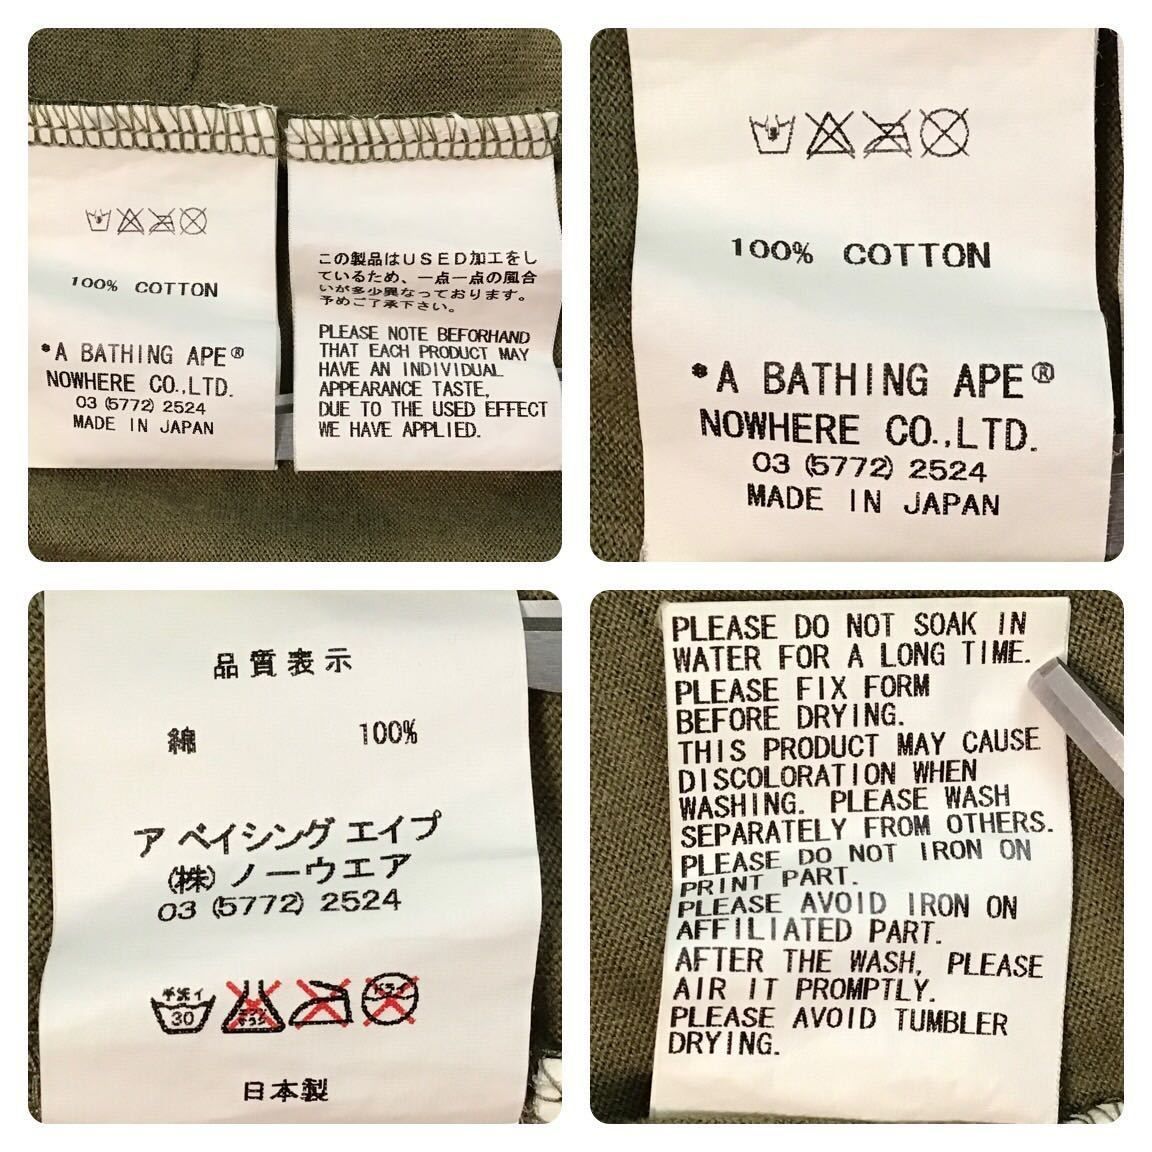 100% COTTON
*A BATHING APE®
NOWHERE CO.,LTD.
03 (5772) 2524
MADE IN JAPAN
この製品はUSED加工をし
ているため、一点一点の風合
いが多少異なっております。
予めご了承下さい。
PLEASE NOTE BEFORHAND
THAT EACH PRODUCT MAY
HAVE AN INDIVIDUAL
APPEARANCE TASTE,
DUE TO THE USED EFFECT
WE HAVE APPLIED.
100% COTTON
*A BATHING APE®
NOWHERE CO.,LTD.
03 (5772) 2524
MADE IN JAPAN
品質表示
綿 100%
ア ベイシング エイプ
(株) ノーウエア
03 (5772) 2524
手洗イ ドライ
30
日本製
PLEASE DO NOT SOAK IN
WATER FOR A LONG TIME.
PLEASE FIX FORM
BEFORE DRYING.
THIS PRODUCT MAY CAUSE
DISCOLORATION WHEN
WASHING. PLEASE WASH
SEPARATELY FROM OTHERS.
PLEASE DO NOT IRON ON
PRINT PART.
PLEASE AVOID IRON ON
AFFILIATED PART.
AFTER THE WASH, PLEASE
AIR IT PROMPTLY.
PLEASE AVOID TUMBLER
DRYING.